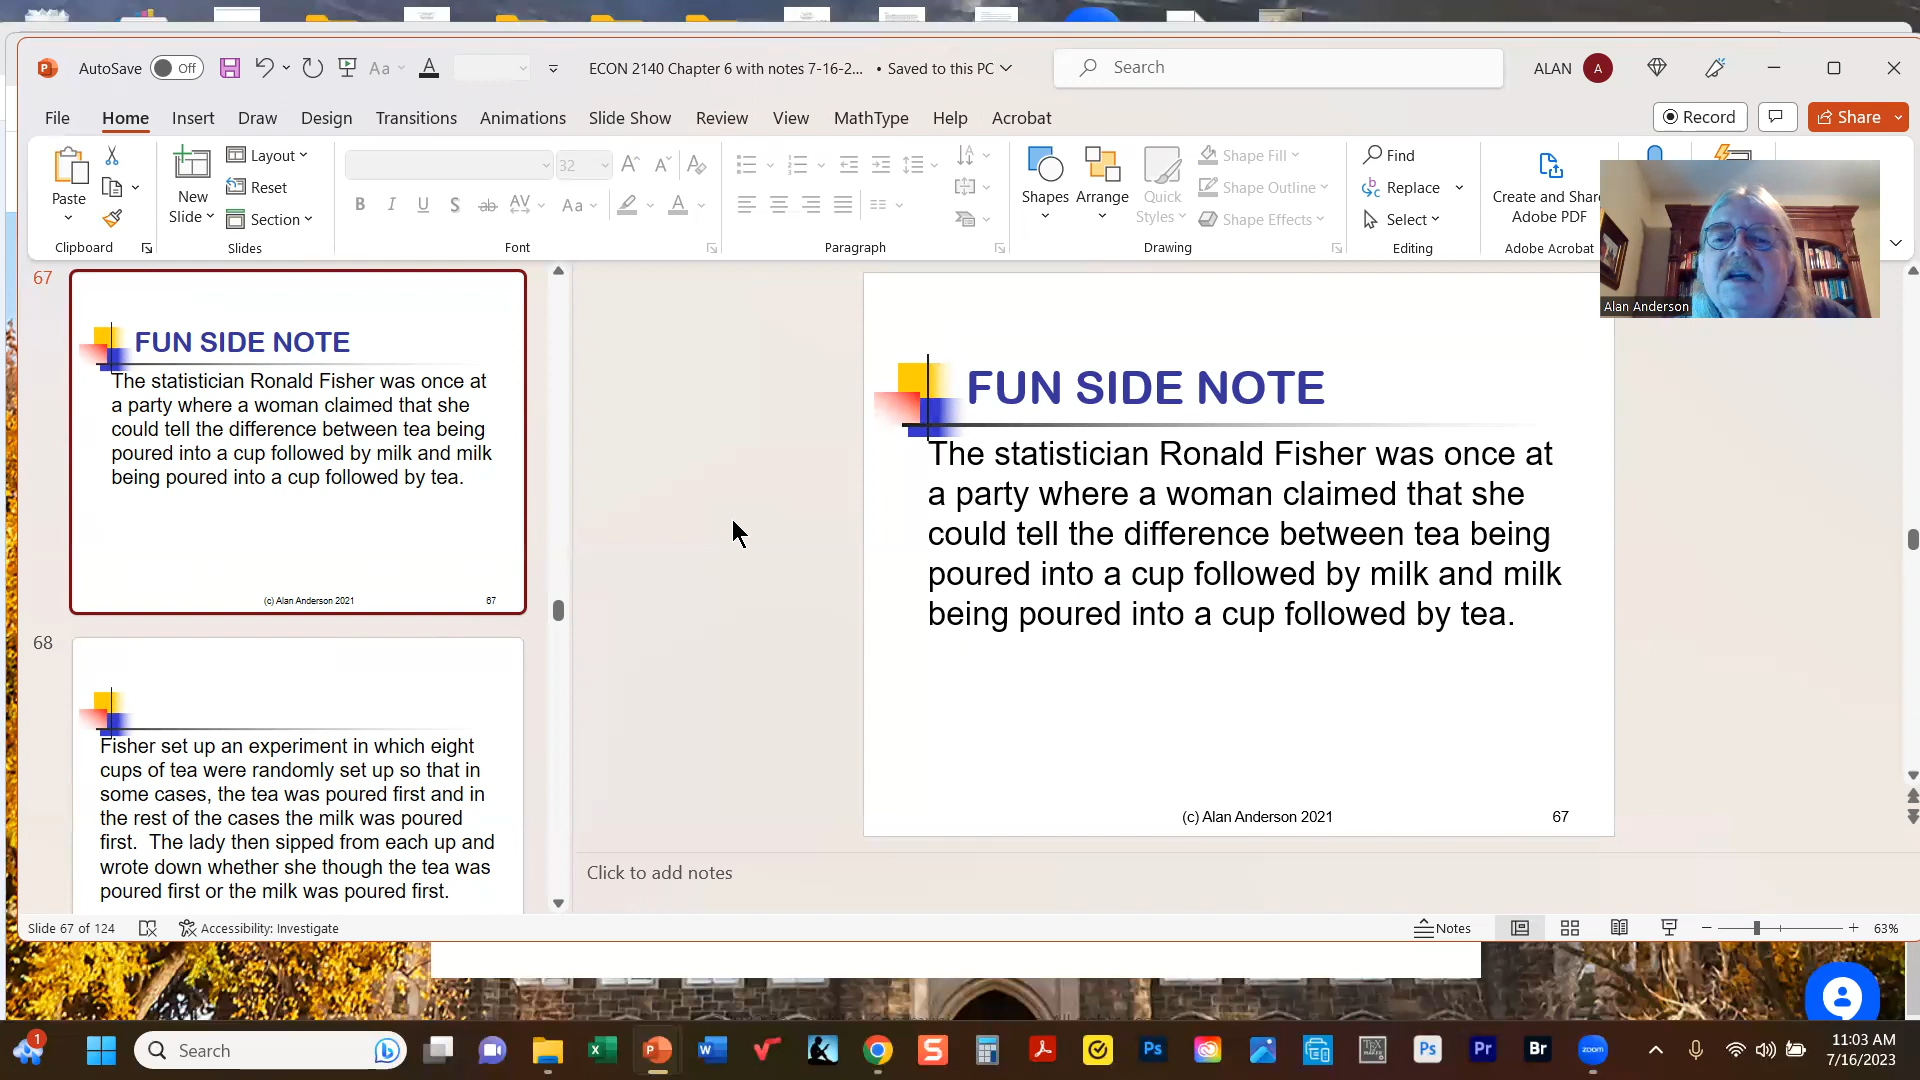 AutoSave
Off
Aa
A
ECON 2140 Chapter 6 with notes 7-16-2... • Saved to this PC
Search
ALAN
A
File
Home
Insert
Draw
Design
Transitions
Animations
Slide Show
Review
View
MathType
Help
Acrobat
Record
Share
Paste
Clipboard
New
Slide
Layout
Reset
Section
Slides
32
B I U S ab AV Aa A
Font
Paragraph
Shapes
Arrange
Quick
Styles
Shape Fill
Shape Outline
Shape Effects
Drawing
Find
Replace
Select
Editing
Create and Share
Adobe PDF
Adobe Acrobat
Alan Anderson
67
FUN SIDE NOTE
The statistician Ronald Fisher was once at
a party where a woman claimed that she
could tell the difference between tea being
poured into a cup followed by milk and milk
being poured into a cup followed by tea.
(c) Alan Anderson 2021
67
68
Fisher set up an experiment in which eight
cups of tea were randomly set up so that in
some cases, the tea was poured first and in
the rest of the cases the milk was poured
first. The lady then sipped from each up and
wrote down whether she though the tea was
poured first or the milk was poured first.
FUN SIDE NOTE
The statistician Ronald Fisher was once at
a party where a woman claimed that she
could tell the difference between tea being
poured into a cup followed by milk and milk
being poured into a cup followed by tea.
(c) Alan Anderson 2021
67
Click to add notes
Slide 67 of 124
Accessibility: Investigate
Notes
63%
1
Search
Ps
Ps
Pr
Br
zoom
11:03 AM
7/16/2023